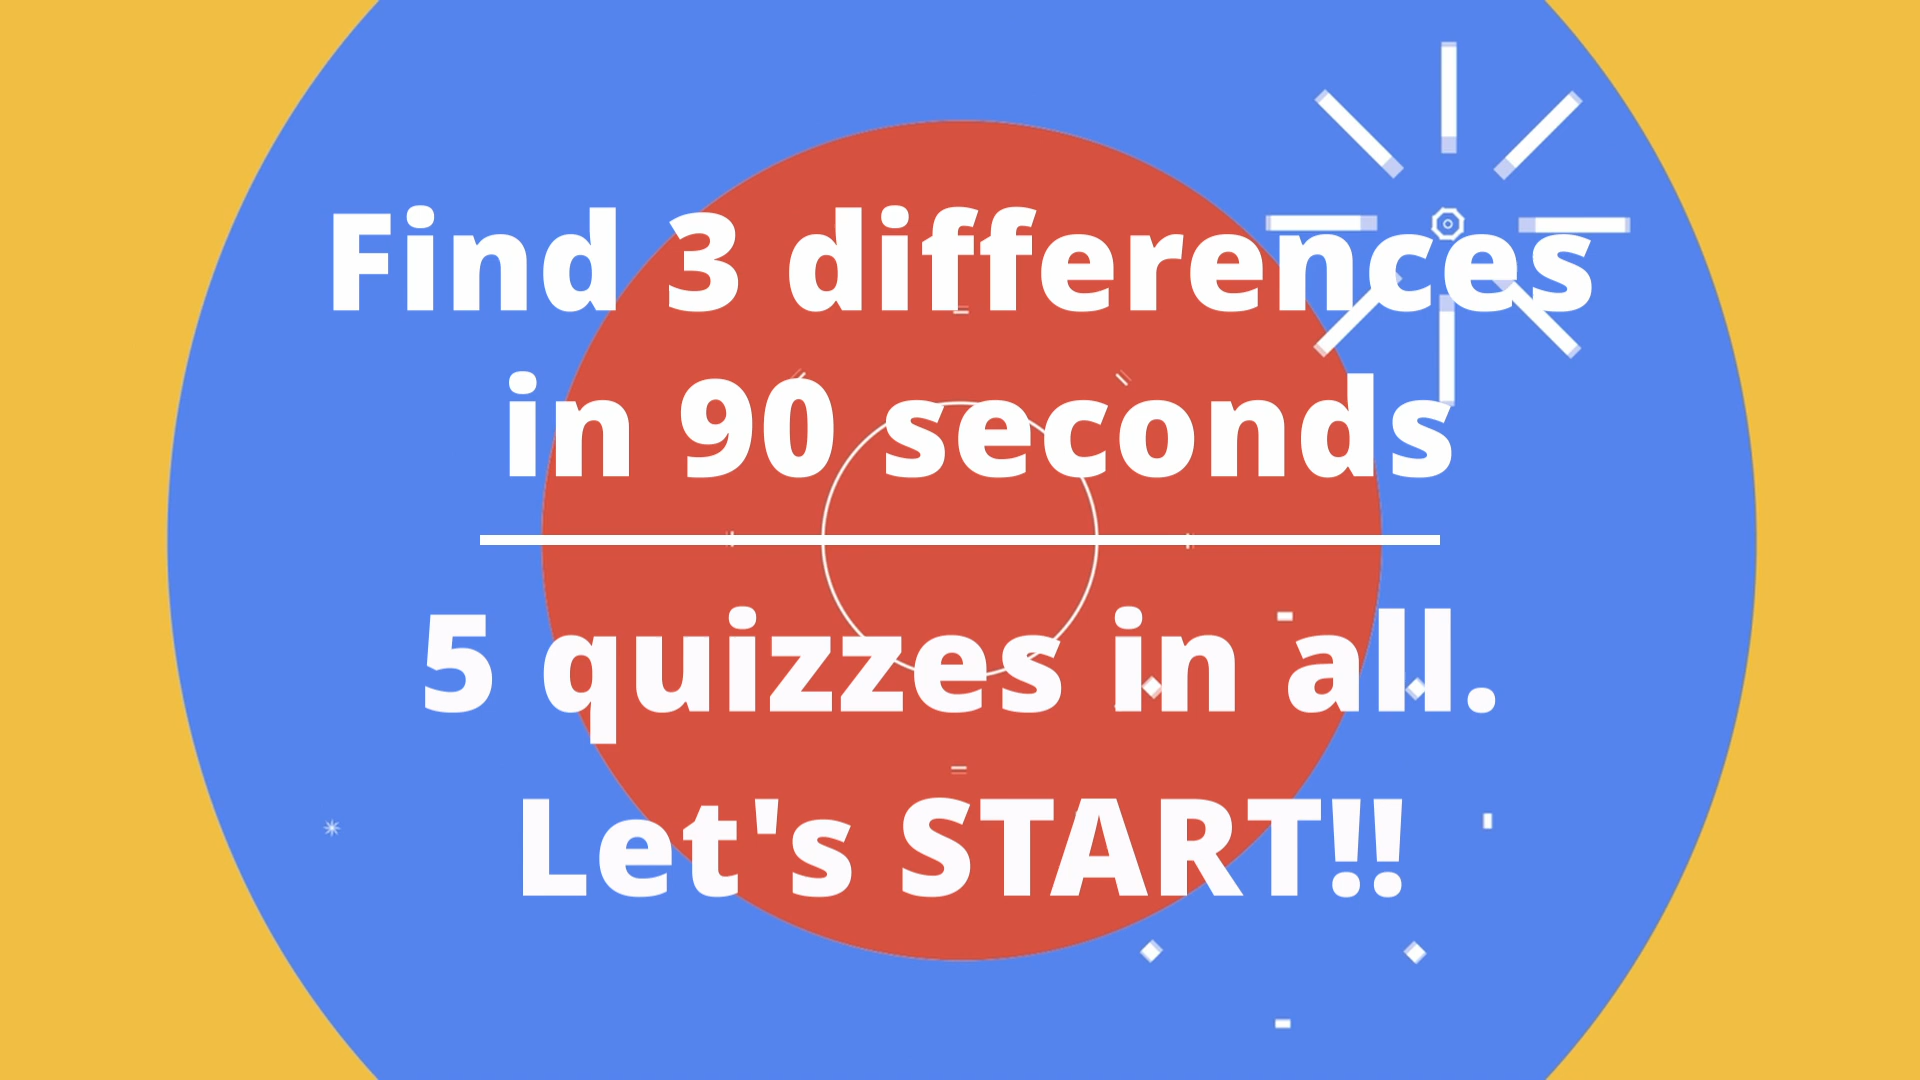 Find 3 differences
in 90 seconds
5 quizzes in all.
Let's START!!